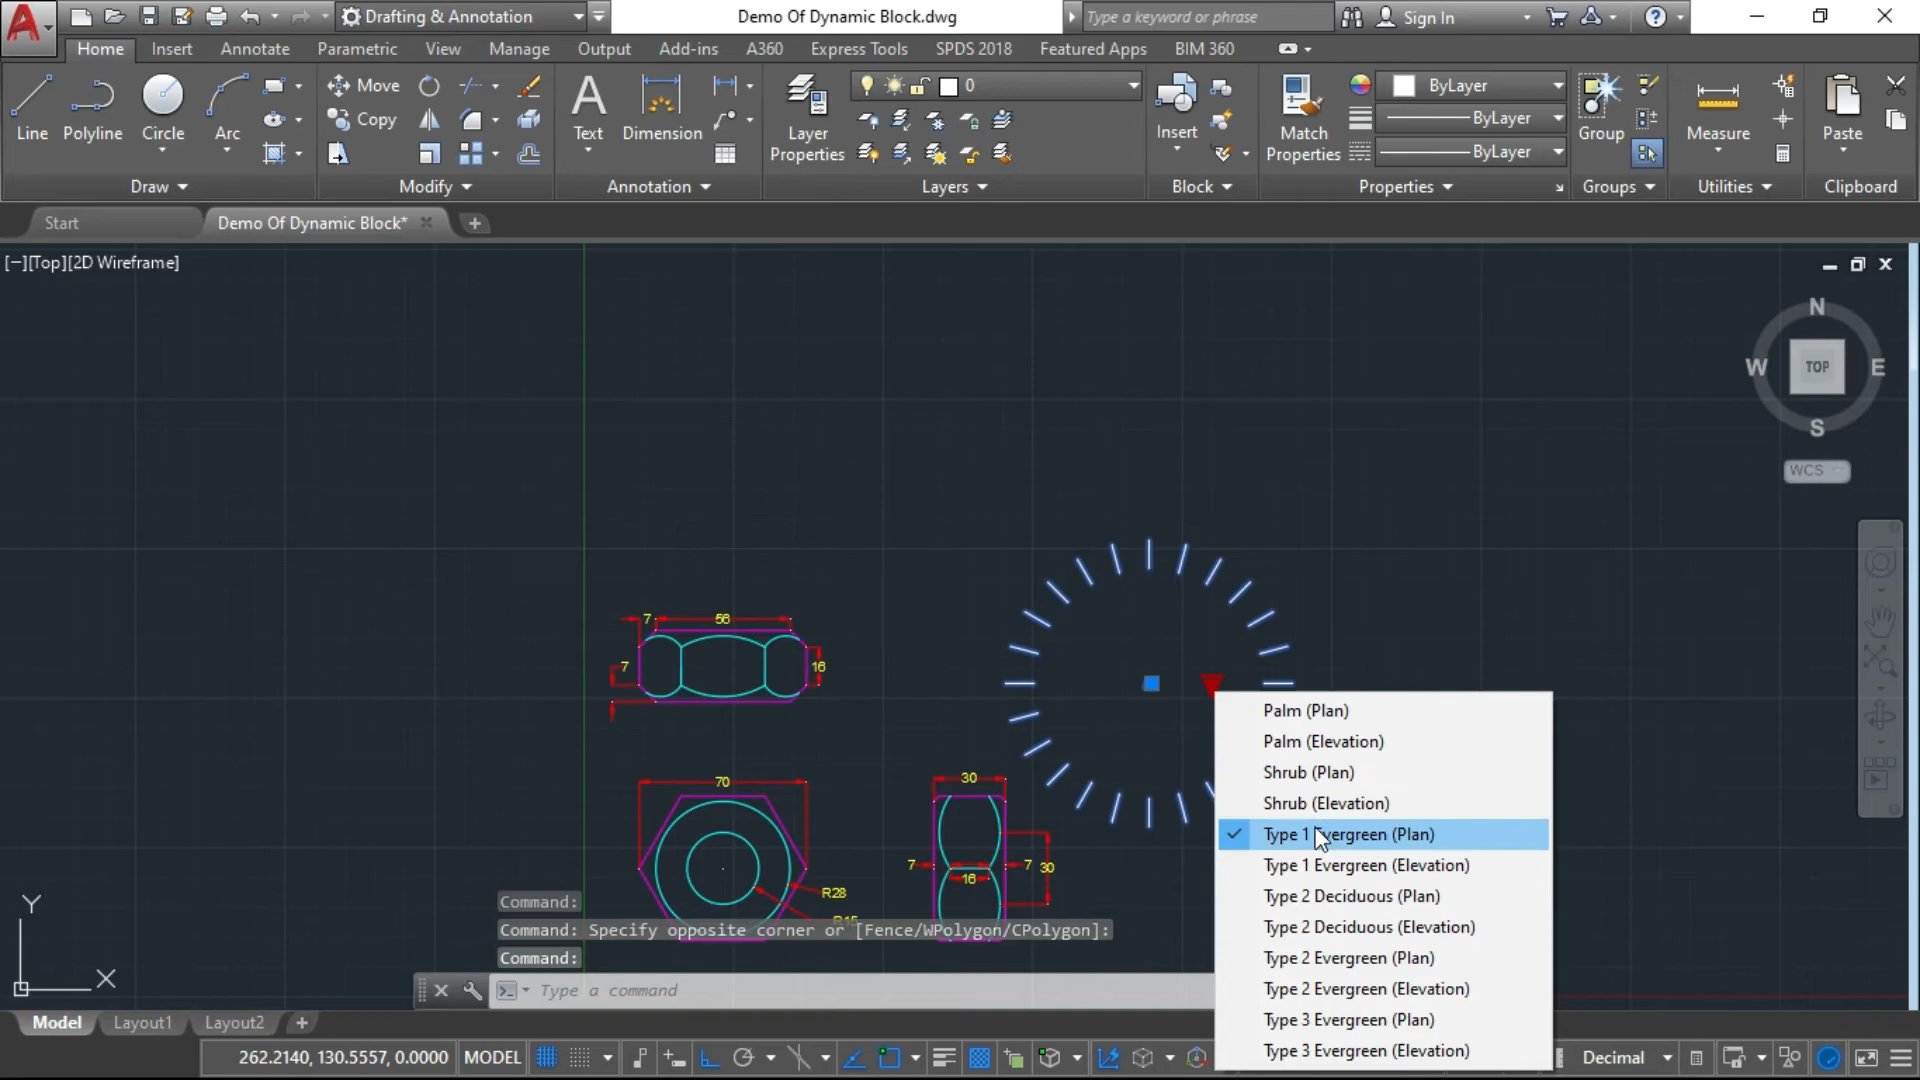 Drafting & Annotation
Demo Of Dynamic Block.dwg
Type a keyword or phrase
Sign In
Home
Insert
Annotate
Parametric
View
Manage
Output
Add-ins
A360
Express Tools
SPDS 2018
Featured Apps
BIM 360
Line
Polyline
Circle
Arc
Draw
Move
Copy
Modify
Text
Dimension
Annotation
Layer
Properties
0
Layers
Insert
Block
Match
Properties
ByLayer
ByLayer
ByLayer
Properties
Group
Groups
Measure
Utilities
Paste
Clipboard
Start
Demo Of Dynamic Block*
[−][Top][2D Wireframe]
N
W
TOP
E
S
WCS
7
56
7
16
70
R28
30
7
16
7
30
Palm (Plan)
Palm (Elevation)
Shrub (Plan)
Shrub (Elevation)
Type 1 Evergreen (Plan)
Type 1 Evergreen (Elevation)
Type 2 Deciduous (Plan)
Type 2 Deciduous (Elevation)
Type 2 Evergreen (Plan)
Type 2 Evergreen (Elevation)
Type 3 Evergreen (Plan)
Type 3 Evergreen (Elevation)
Command:
Command: Specify opposite corner or [Fence/WPolygon/CPolygon]:
Command:
Type a command
Y
X
Model
Layout1
Layout2
262.2140, 130.5557, 0.0000
MODEL
Decimal